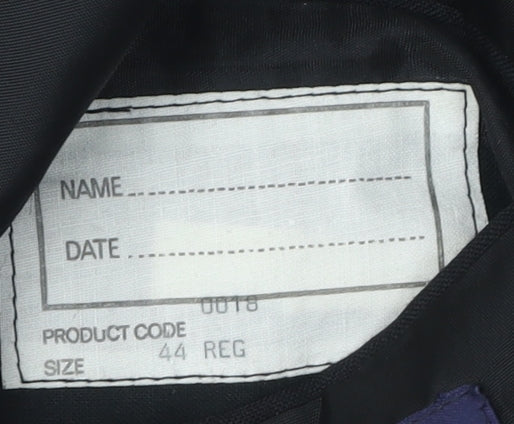 NAME
DATE
0018
PRODUCT CODE
SIZE 44 REG